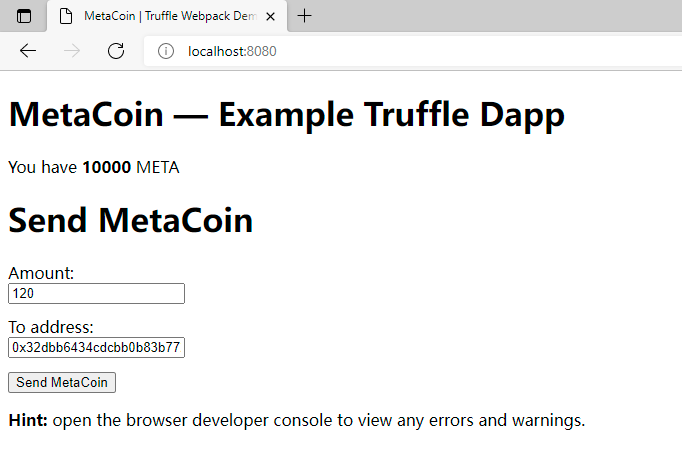 MetaCoin | Truffle Webpack Dem
localhost:8080
MetaCoin — Example Truffle Dapp
You have 10000 META
Send MetaCoin
Amount:
120
To address:
0x32dbb6434cdcbb0b83b77
Send MetaCoin
Hint: open the browser developer console to view any errors and warnings.